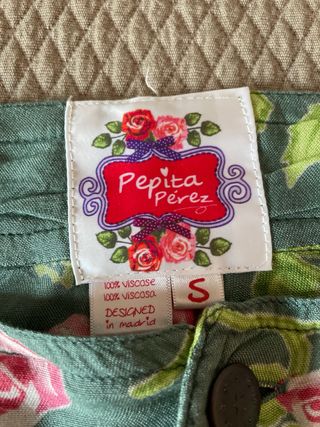 Pepita
Pérez
100% viscose
100% viscosa
DESIGNED
in madrid
S